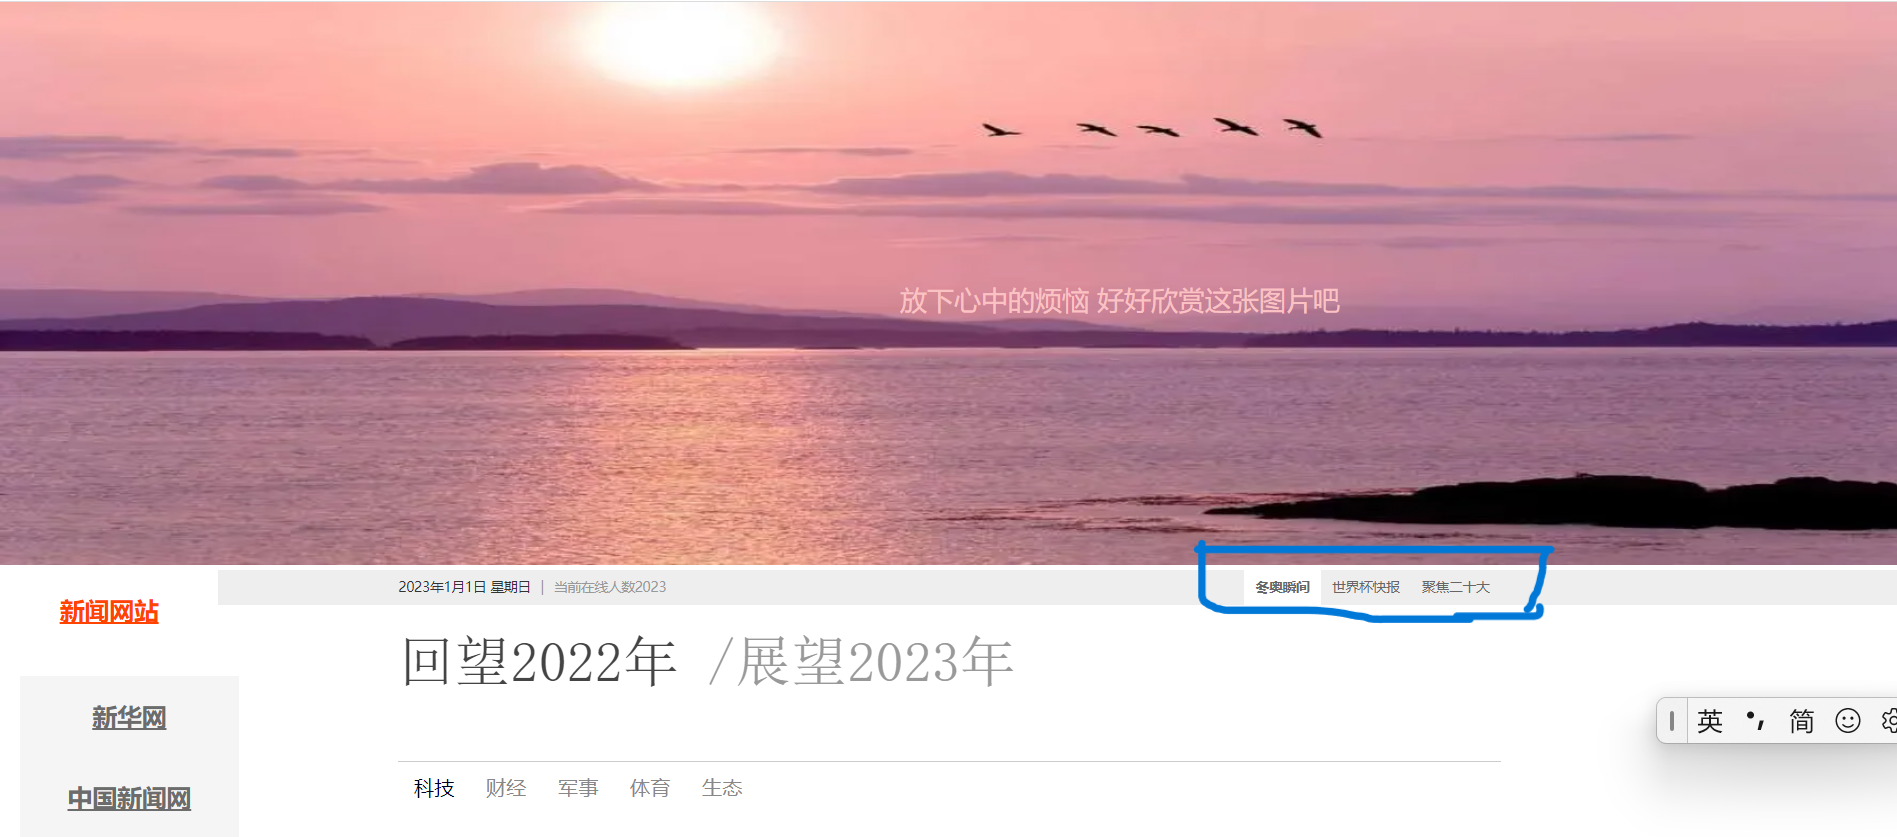 放下心中的烦恼 好好欣赏这张图片吧
新闻网站
2023年1月1日 星期日 | 当前在线人数2023
冬奥瞬间 世界杯快报 聚焦二十大
回望2022年 /展望2023年
新华网
英 简
中国新闻网
科技 财经 军事 体育 生态